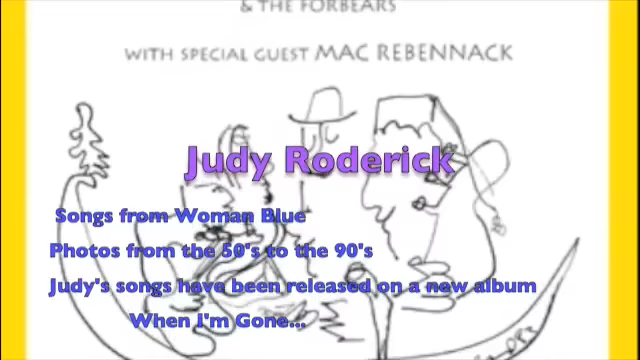 & THE FORBEARS
WITH SPECIAL GUEST MAC REBENNACK
Judy Roderick
Songs from Woman Blue
Photos from the 50's to the 90's
Judy's songs have been released on a new album
When I'm Gone...